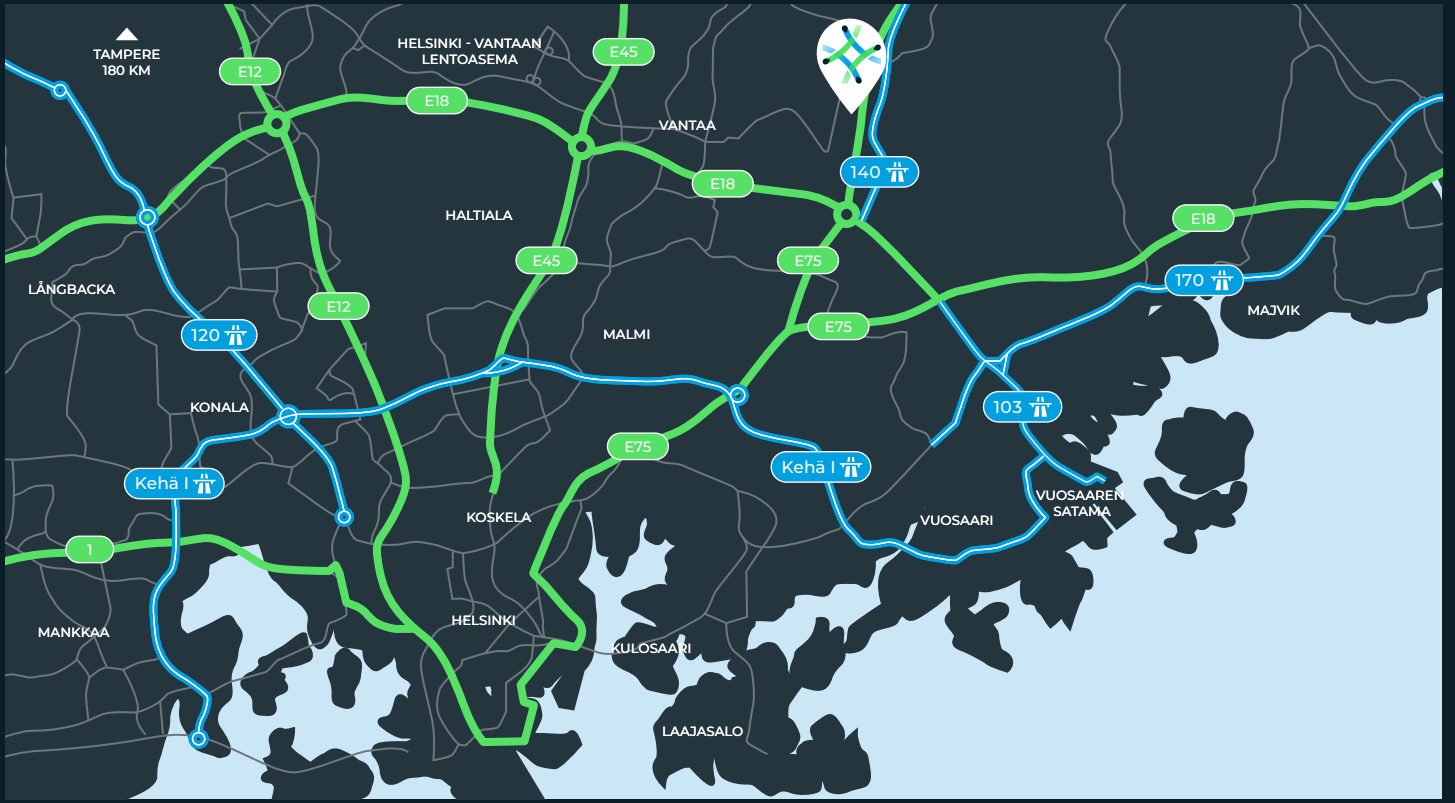 TAMPERE
180 KM
E12
HELSINKI - VANTAAN
LENTOASEMA
E45
E18
VANTAA
E18
140
HALTIALA
E18
E45
E75
LÅNGBACKA
170
E12
MAJVIK
120
MALMI
E75
KONALA
103
E75
Kehä I
Kehä I
VUOSAAREN
SATAMA
KOSKELA
VUOSAARI
1
HELSINKI
MANKKAA
KULOSAARI
LAAJASALO